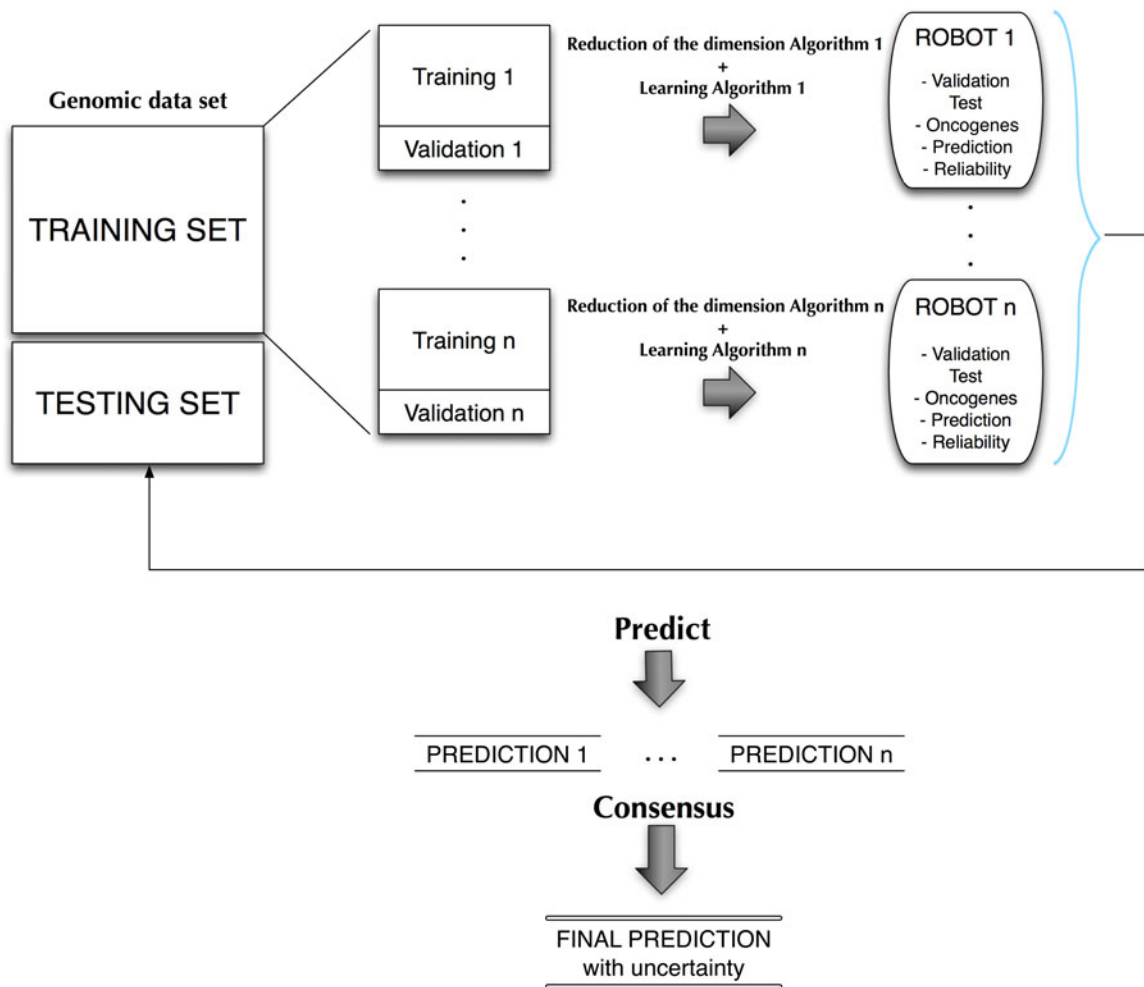 Genomic data set
TRAINING SET
TESTING SET
Training 1
Validation 1
.
.
.
Training n
Validation n
Reduction of the dimension Algorithm 1
+
Learning Algorithm 1
Reduction of the dimension Algorithm n
+
Learning Algorithm n
ROBOT 1
- Validation
Test
- Oncogenes
- Prediction
- Reliability
.
.
.
ROBOT n
- Validation
Test
- Oncogenes
- Prediction
- Reliability
Predict
PREDICTION 1 ... PREDICTION n
Consensus
FINAL PREDICTION
with uncertainty